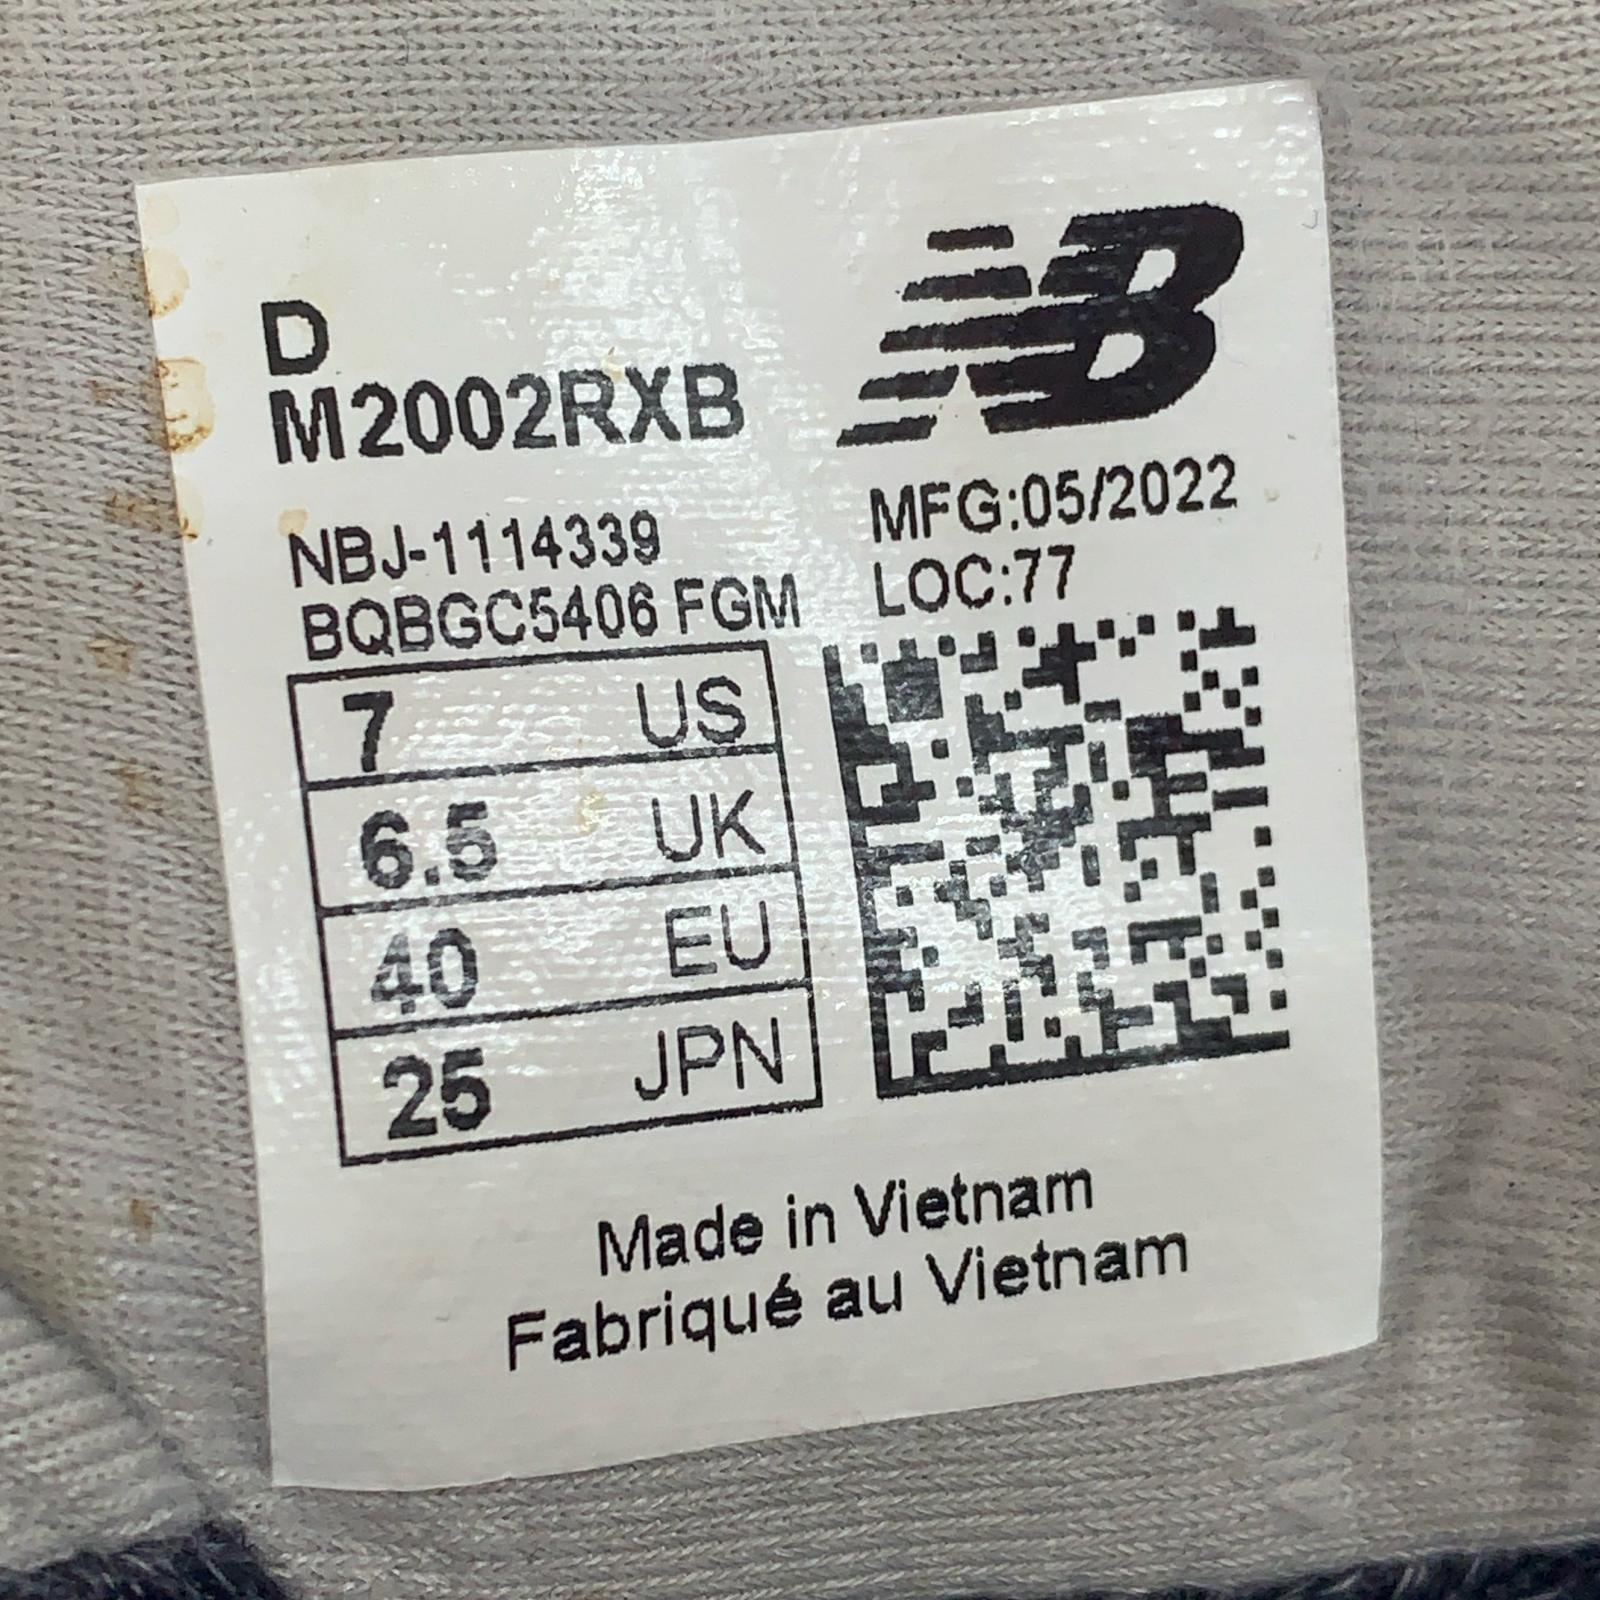 D
M2002RXB
NB
NBJ-1114339
BQBGC5406 FGM
MFG:05/2022
LOC:77
7 US
6.5 UK
40 EU
25 JPN
Made in Vietnam
Fabriqué au Vietnam